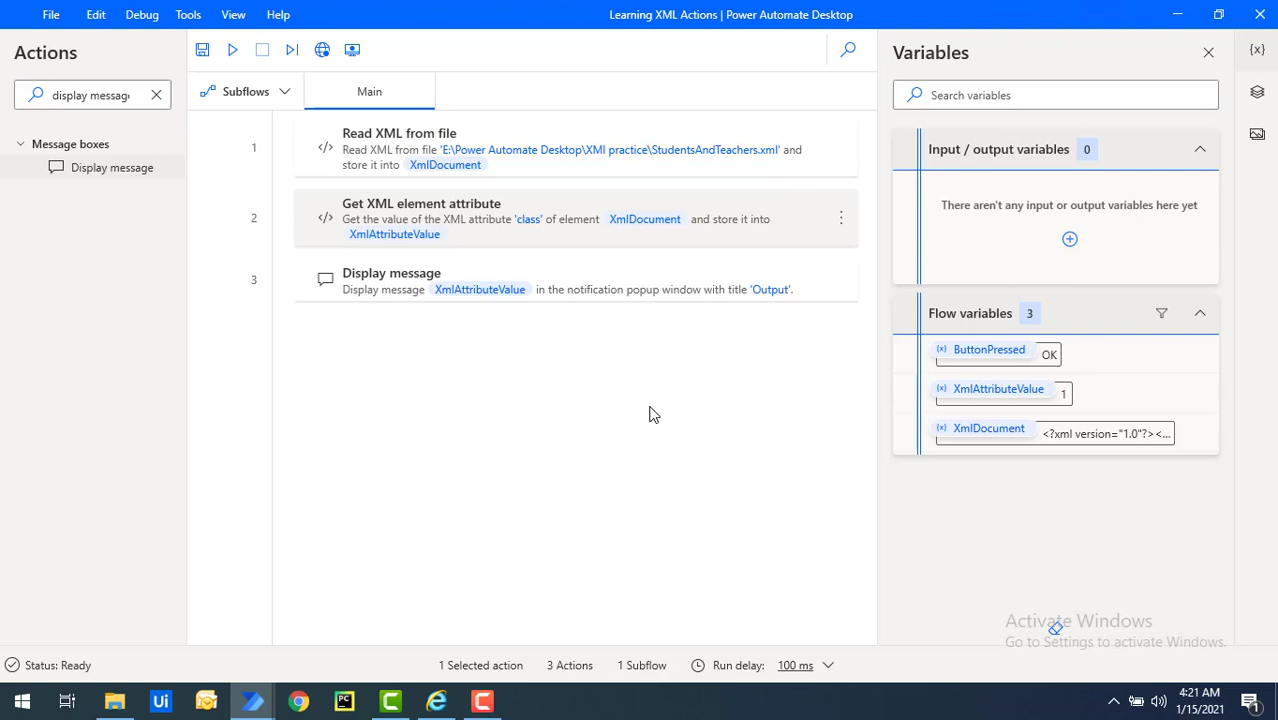 File Edit Debug Tools View Help
Learning XML Actions | Power Automate Desktop
Actions
display message
Message boxes
Display message
Subflows
Main
1
Read XML from file
Read XML from file 'E:\Power Automate Desktop\XMl practice\StudentsAndTeachers.xml' and
store it into XmlDocument
2
Get XML element attribute
Get the value of the XML attribute 'class' of element XmlDocument and store it into
XmlAttributeValue
3
Display message
Display message XmlAttributeValue in the notification popup window with title 'Output'.
Variables
{x}
Search variables
Input / output variables 0
There aren't any input or output variables here yet
Flow variables 3
{x} ButtonPressed OK
{x} XmlAttributeValue 1
{x} XmlDocument <?xml version="1.0"?><...
Activate Windows
Go to Settings to activate Windows.
Status: Ready
1 Selected action 3 Actions 1 Subflow Run delay: 100 ms
Ui
PC
4:21 AM
1/15/2021
1